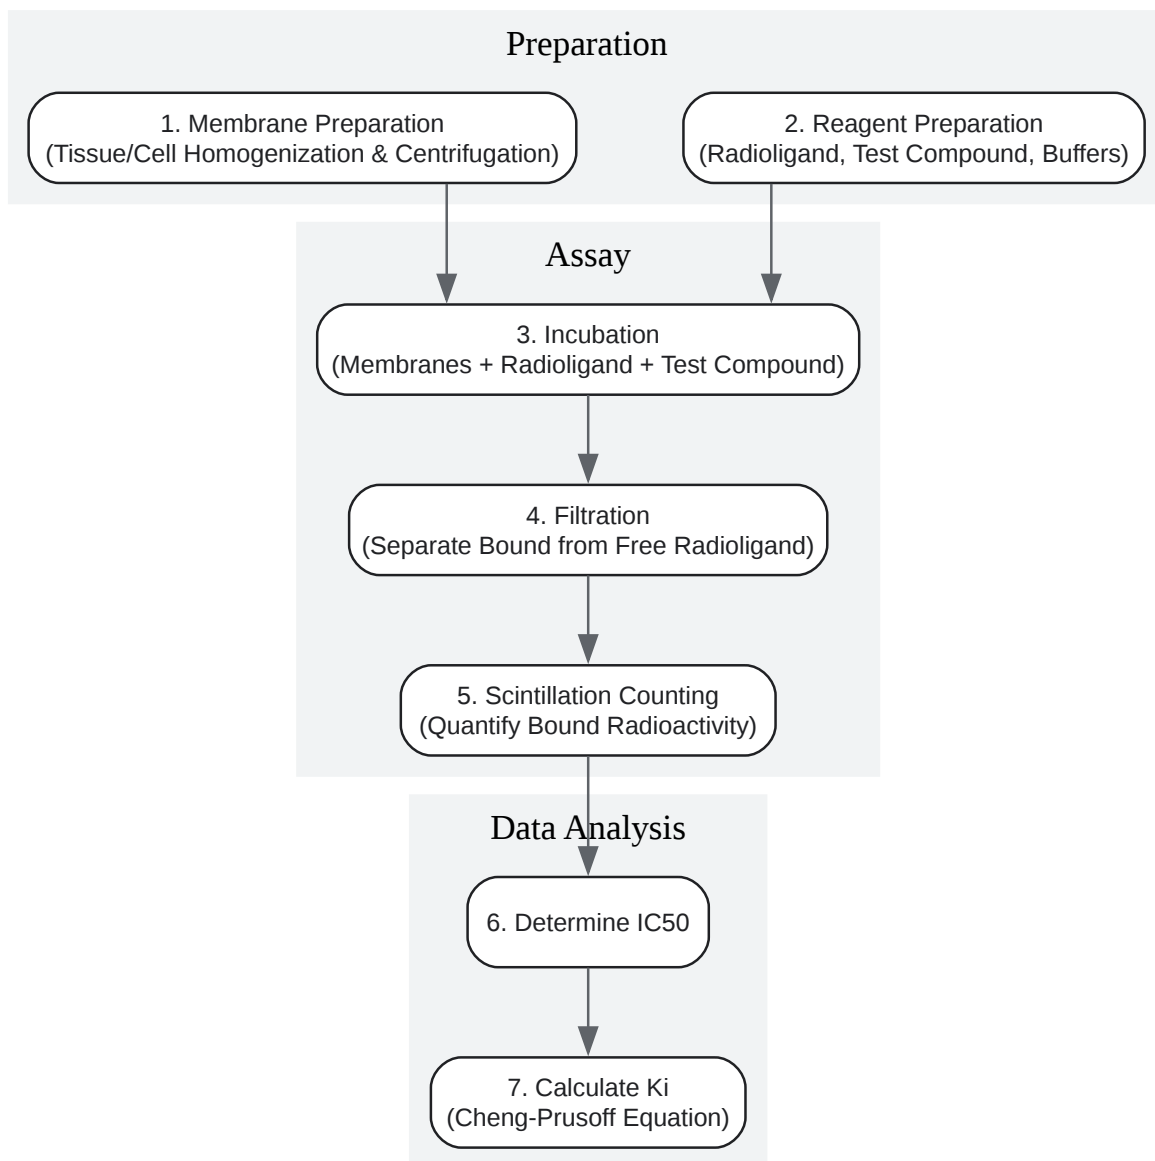 Preparation
1. Membrane Preparation
(Tissue/Cell Homogenization & Centrifugation)
2. Reagent Preparation
(Radioligand, Test Compound, Buffers)
Assay
3. Incubation
(Membranes + Radioligand + Test Compound)
4. Filtration
(Separate Bound from Free Radioligand)
5. Scintillation Counting
(Quantify Bound Radioactivity)
Data Analysis
6. Determine IC50
7. Calculate Ki
(Cheng-Prusoff Equation)